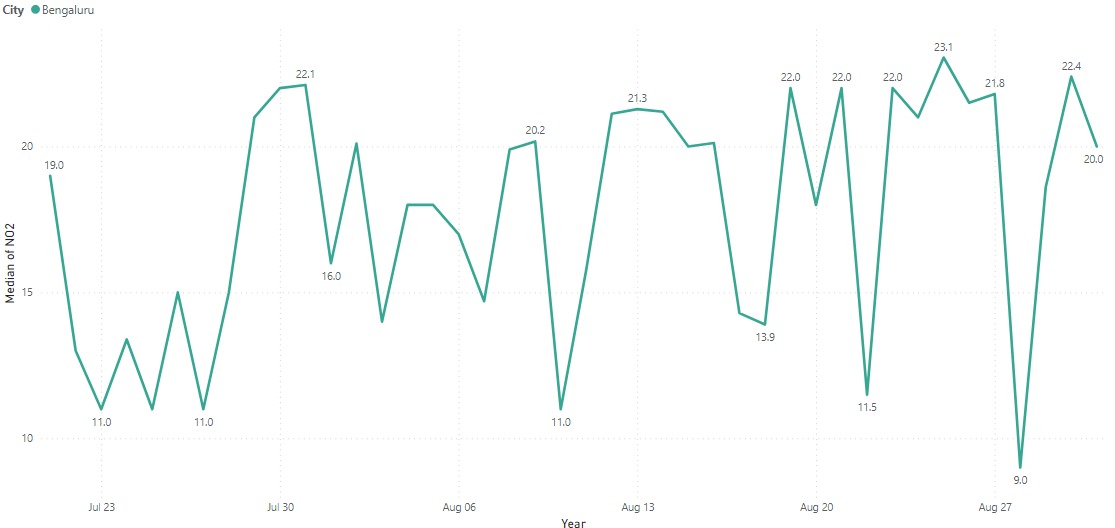 City Bengaluru
23.1
22.1
22.0
22.0
22.0
22.4
21.8
21.3
20.2
20
19.0
20.0
16.0
15
13.9
11.0
11.0
11.0
11.5
10
9.0
Jul 23
Jul 30
Aug 06
Aug 13
Aug 20
Aug 27
Median of NO2
Year